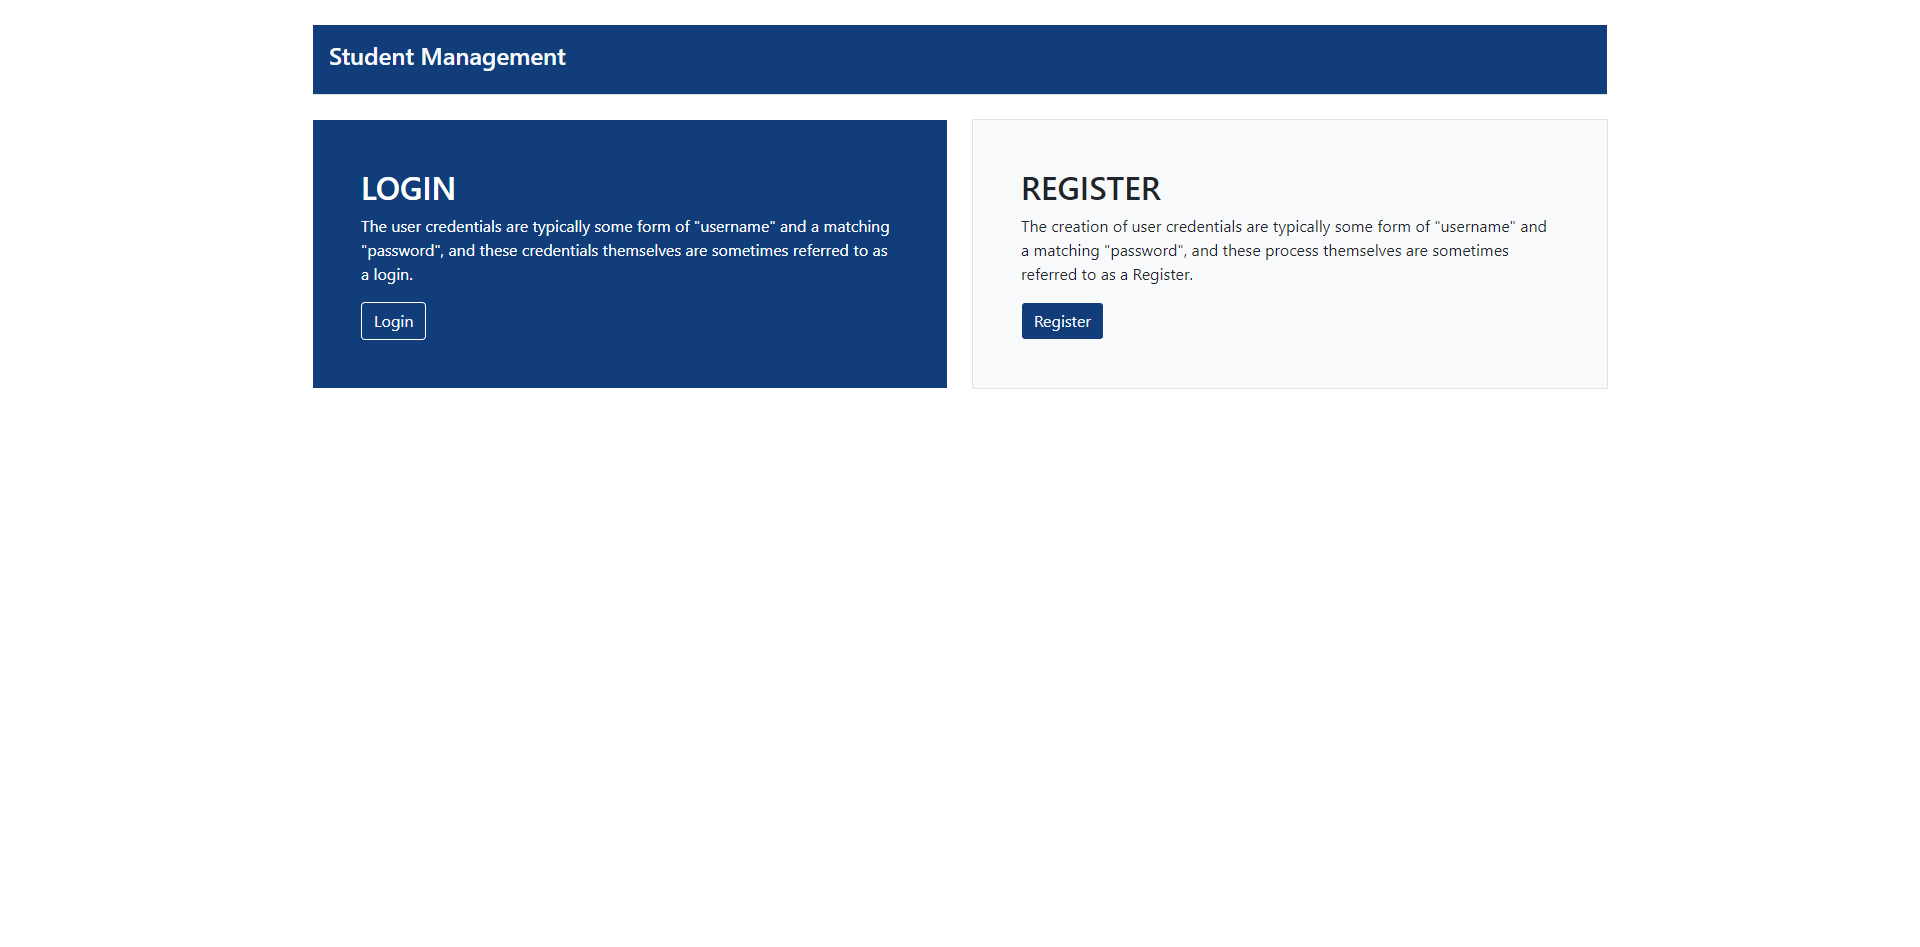 Student Management
LOGIN
The user credentials are typically some form of "username" and a matching
"password", and these credentials themselves are sometimes referred to as
a login.
Login
REGISTER
The creation of user credentials are typically some form of "username" and
a matching "password", and these process themselves are sometimes
referred to as a Register.
Register